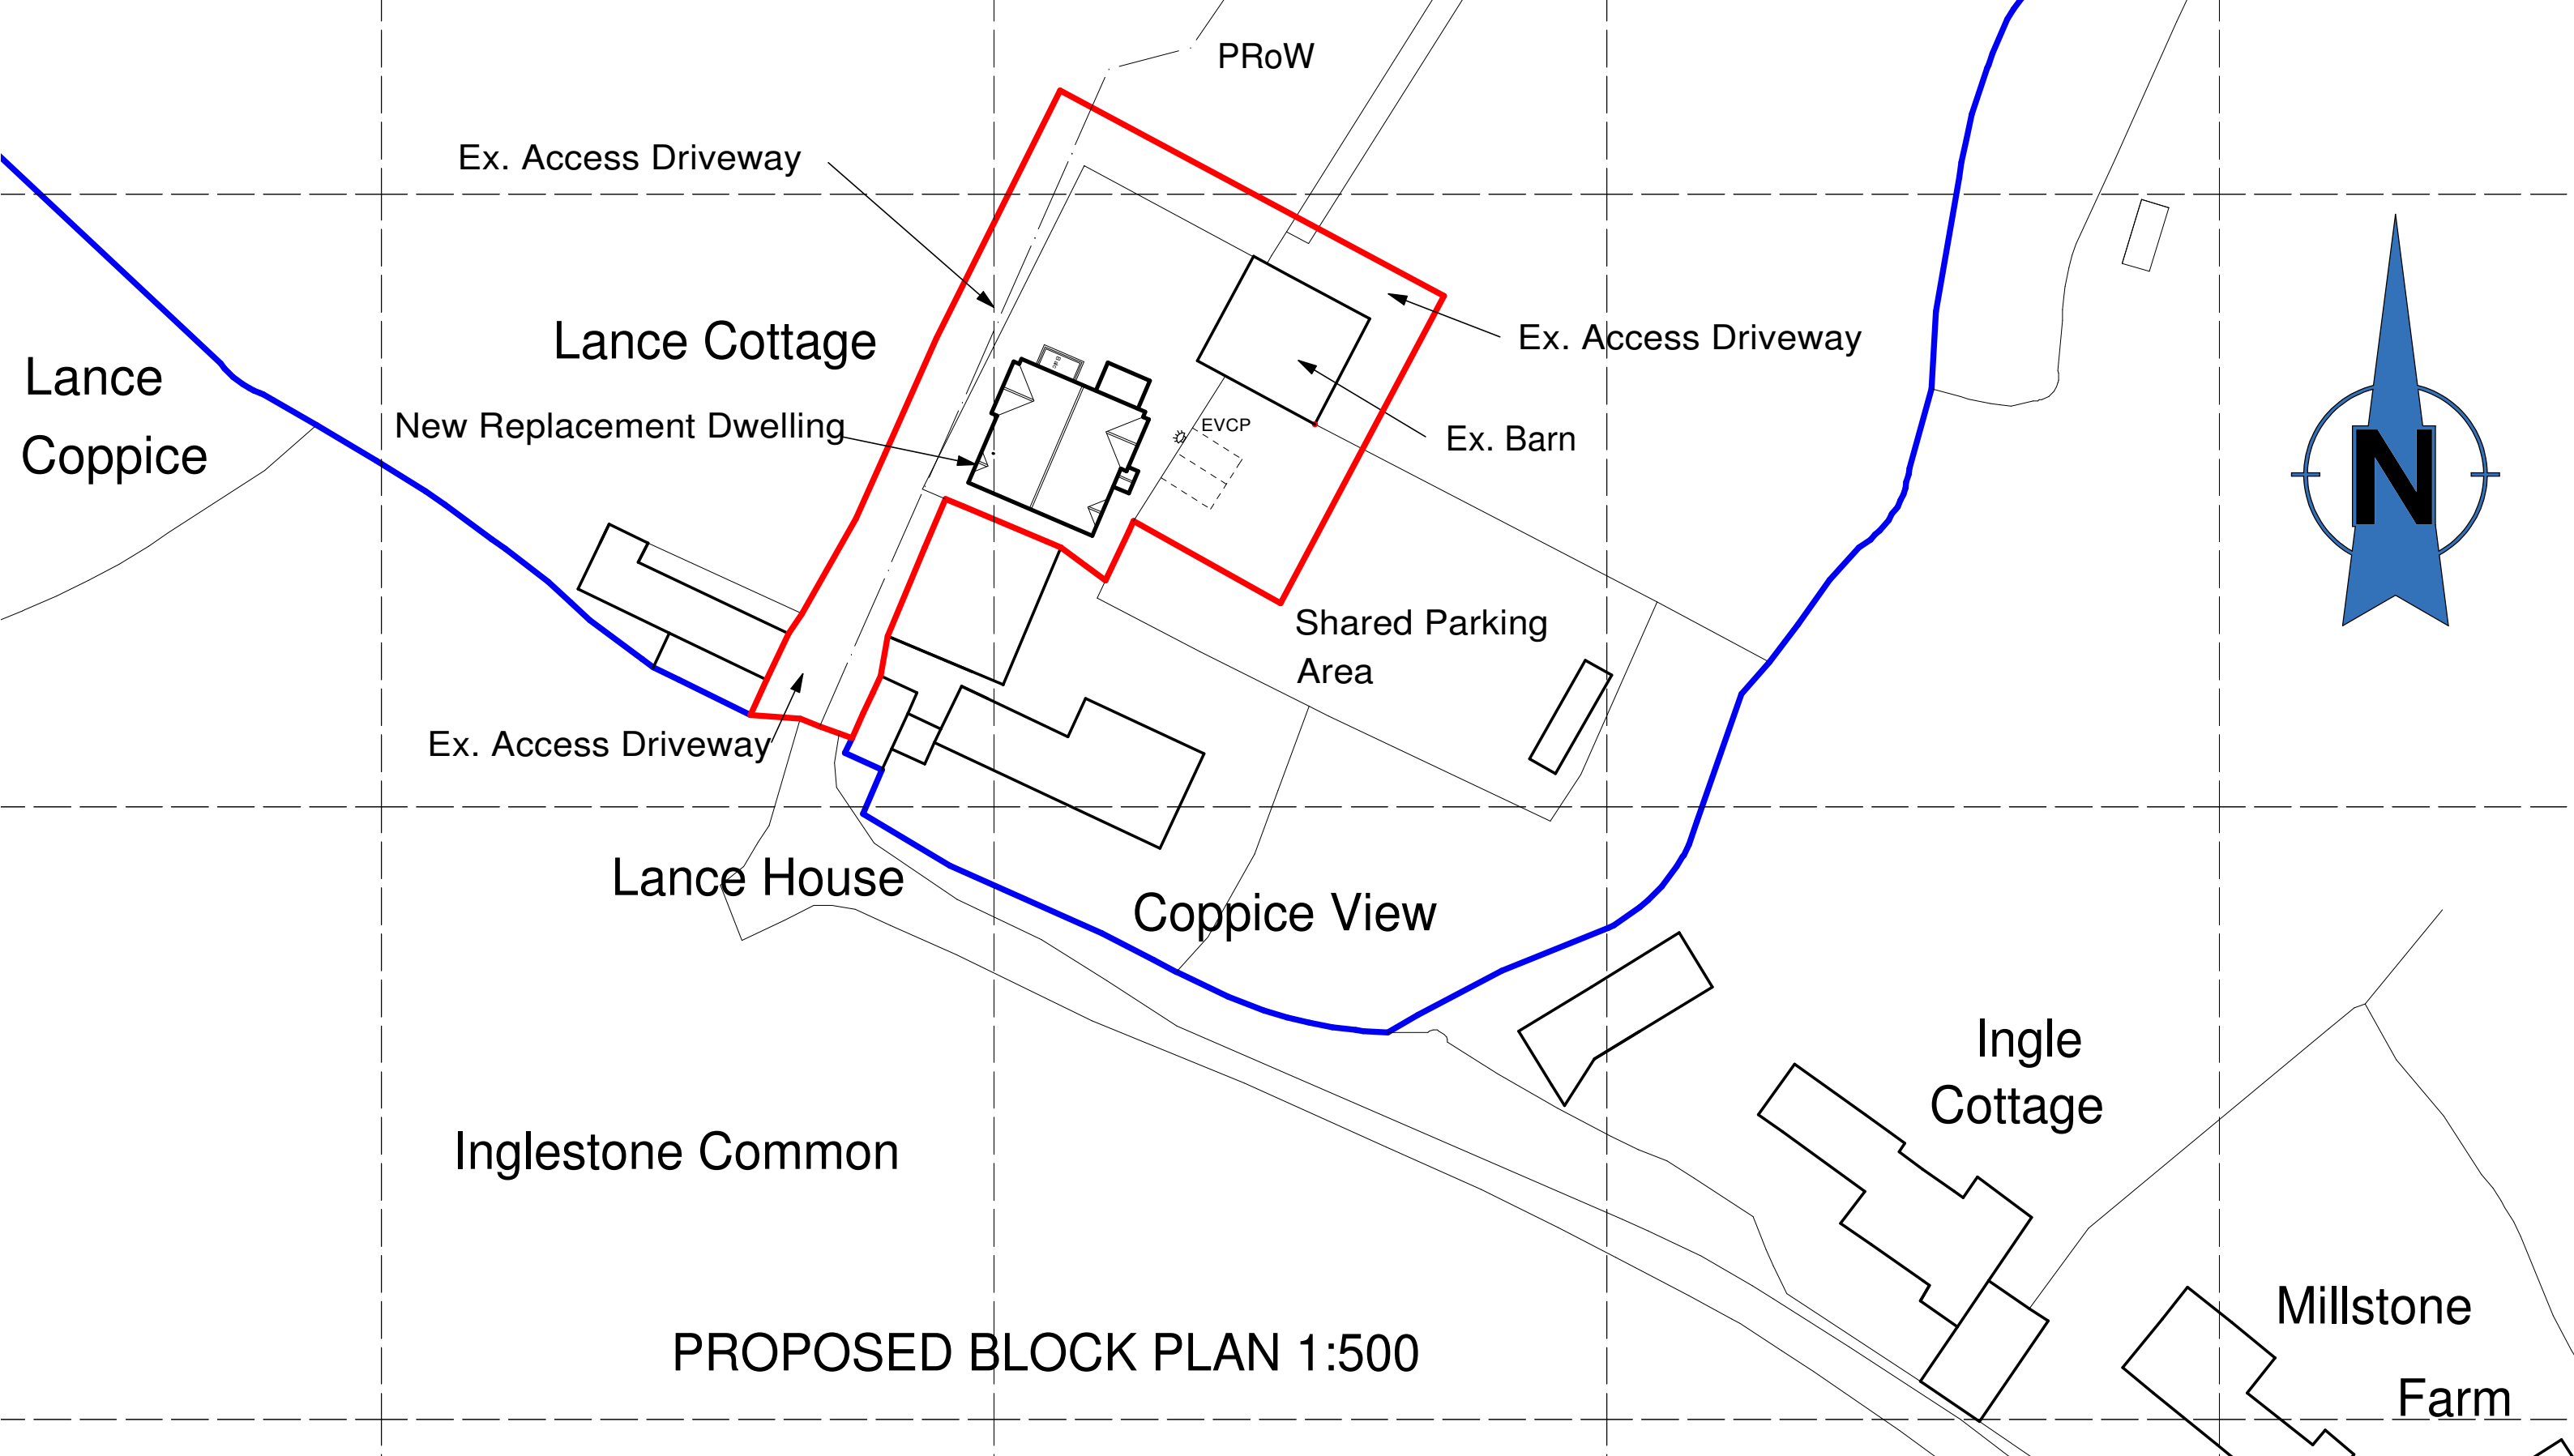 PRoW
Ex. Access Driveway
Lance Cottage
Ex. Access Driveway
Lance
Coppice
New Replacement Dwelling
EVCP
Ex. Barn
N
Shared Parking
Area
Ex. Access Driveway
Lance House
Coppice View
Ingle
Cottage
Inglestone Common
Millstone
Farm
PROPOSED BLOCK PLAN 1:500